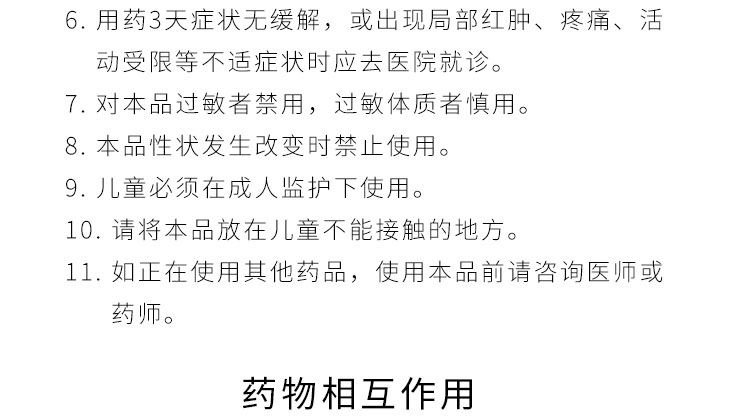 6. 用药3天症状无缓解，或出现局部红肿、疼痛、活
动受限等不适症状时应去医院就诊。
7. 对本品过敏者禁用，过敏体质者慎用。
8. 本品性状发生改变时禁止使用。
9. 儿童必须在成人监护下使用。
10. 请将本品放在儿童不能接触的地方。
11. 如正在使用其他药品，使用本品前请咨询医师或
药师。
药物相互作用